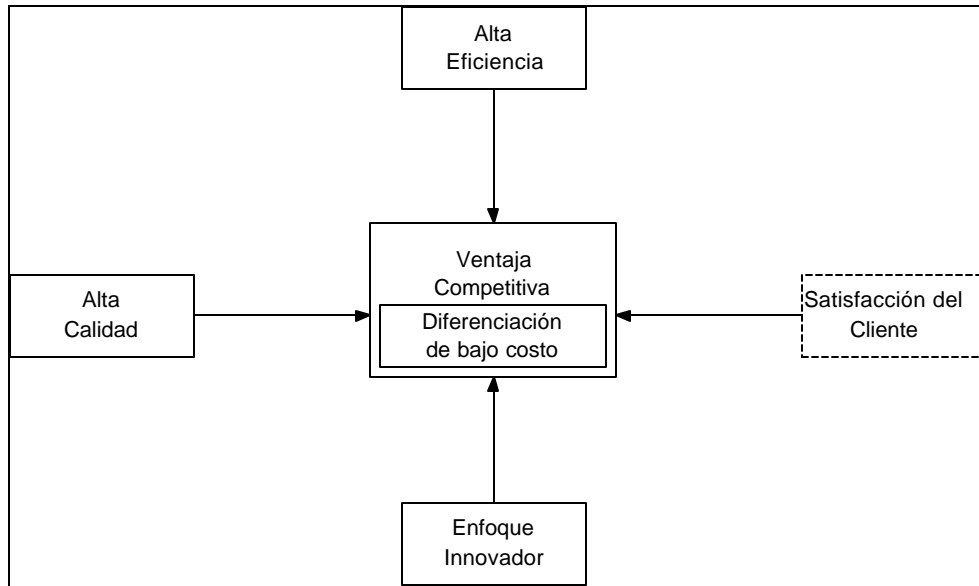 Alta
Eficiencia
Ventaja
Competitiva
Diferenciación
de bajo costo
Alta
Calidad
Satisfacción del
Cliente
Enfoque
Innovador